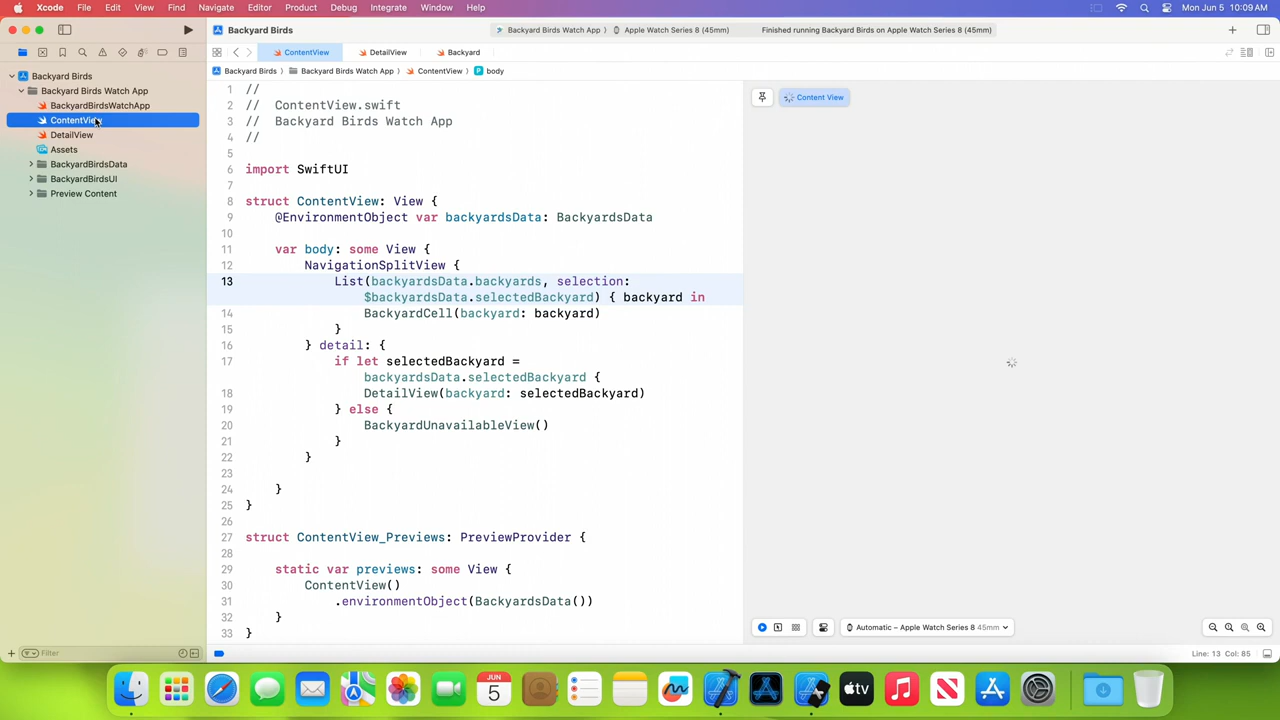 Xcode File Edit View Find Navigate Editor Product Debug Integrate Window Help Mon Jun 5 10:09 AM
Backyard Birds Backyard Birds Watch App 〉 Apple Watch Series 8 (45mm) Finished running Backyard Birds on Apple Watch Series 8 (45mm)
ContentView DetailView Backyard
Backyard Birds 〉 Backyard Birds Watch App 〉 ContentView 〉 P body
Backyard Birds
Backyard Birds Watch App
BackyardBirdsWatchApp
ContentView
DetailView
Assets
BackyardBirdsData
BackyardBirdsUI
Preview Content
1 //
2 // ContentView.swift
3 // Backyard Birds Watch App
4 //
5
6 import SwiftUI
7
8 struct ContentView: View {
9 @EnvironmentObject var backyardsData: BackyardsData
10
11 var body: some View {
12 NavigationSplitView {
13 List(backyardsData.backyards, selection:
$backyardsData.selectedBackyard) { backyard in
14 BackyardCell(backyard: backyard)
15 }
16 } detail: {
17 if let selectedBackyard =
backyardsData.selectedBackyard {
18 DetailView(backyard: selectedBackyard)
19 } else {
20 BackyardUnavailableView()
21 }
22 }
23
24 }
25 }
26
27 struct ContentView_Previews: PreviewProvider {
28
29 static var previews: some View {
30 ContentView()
31 .environmentObject(BackyardsData())
32 }
33 }
Content View
Automatic – Apple Watch Series 8 45mm
Filter
Line: 13 Col: 85
JUN
5
tv